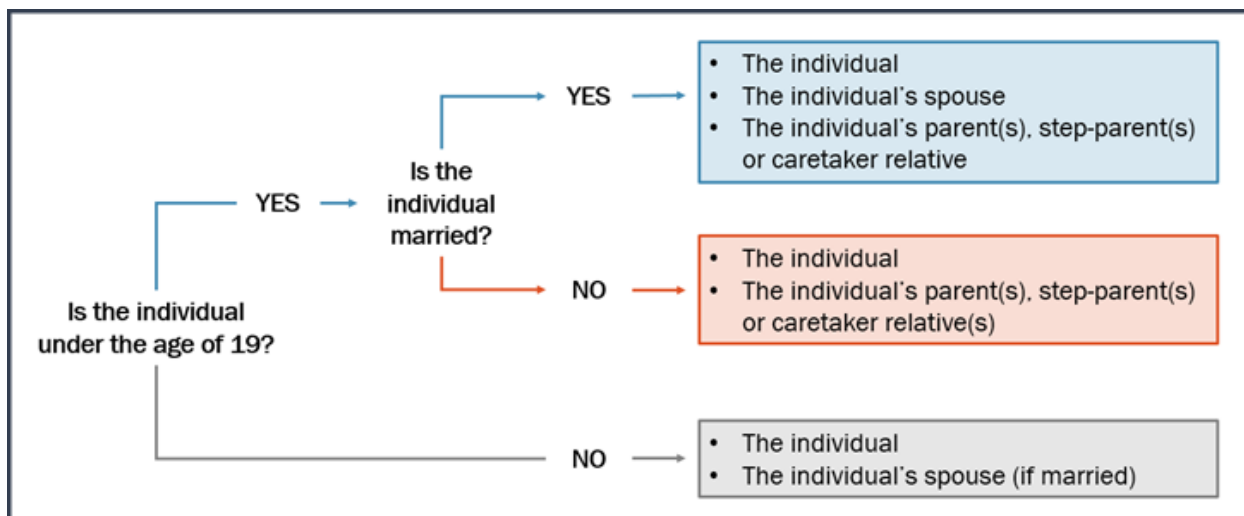 Is the individual
under the age of 19?
YES
Is the
individual
married?
YES
• The individual
• The individual's spouse
• The individual's parent(s), step-parent(s)
or caretaker relative
NO
• The individual
• The individual's parent(s), step-parent(s)
or caretaker relative(s)
NO
• The individual
• The individual's spouse (if married)